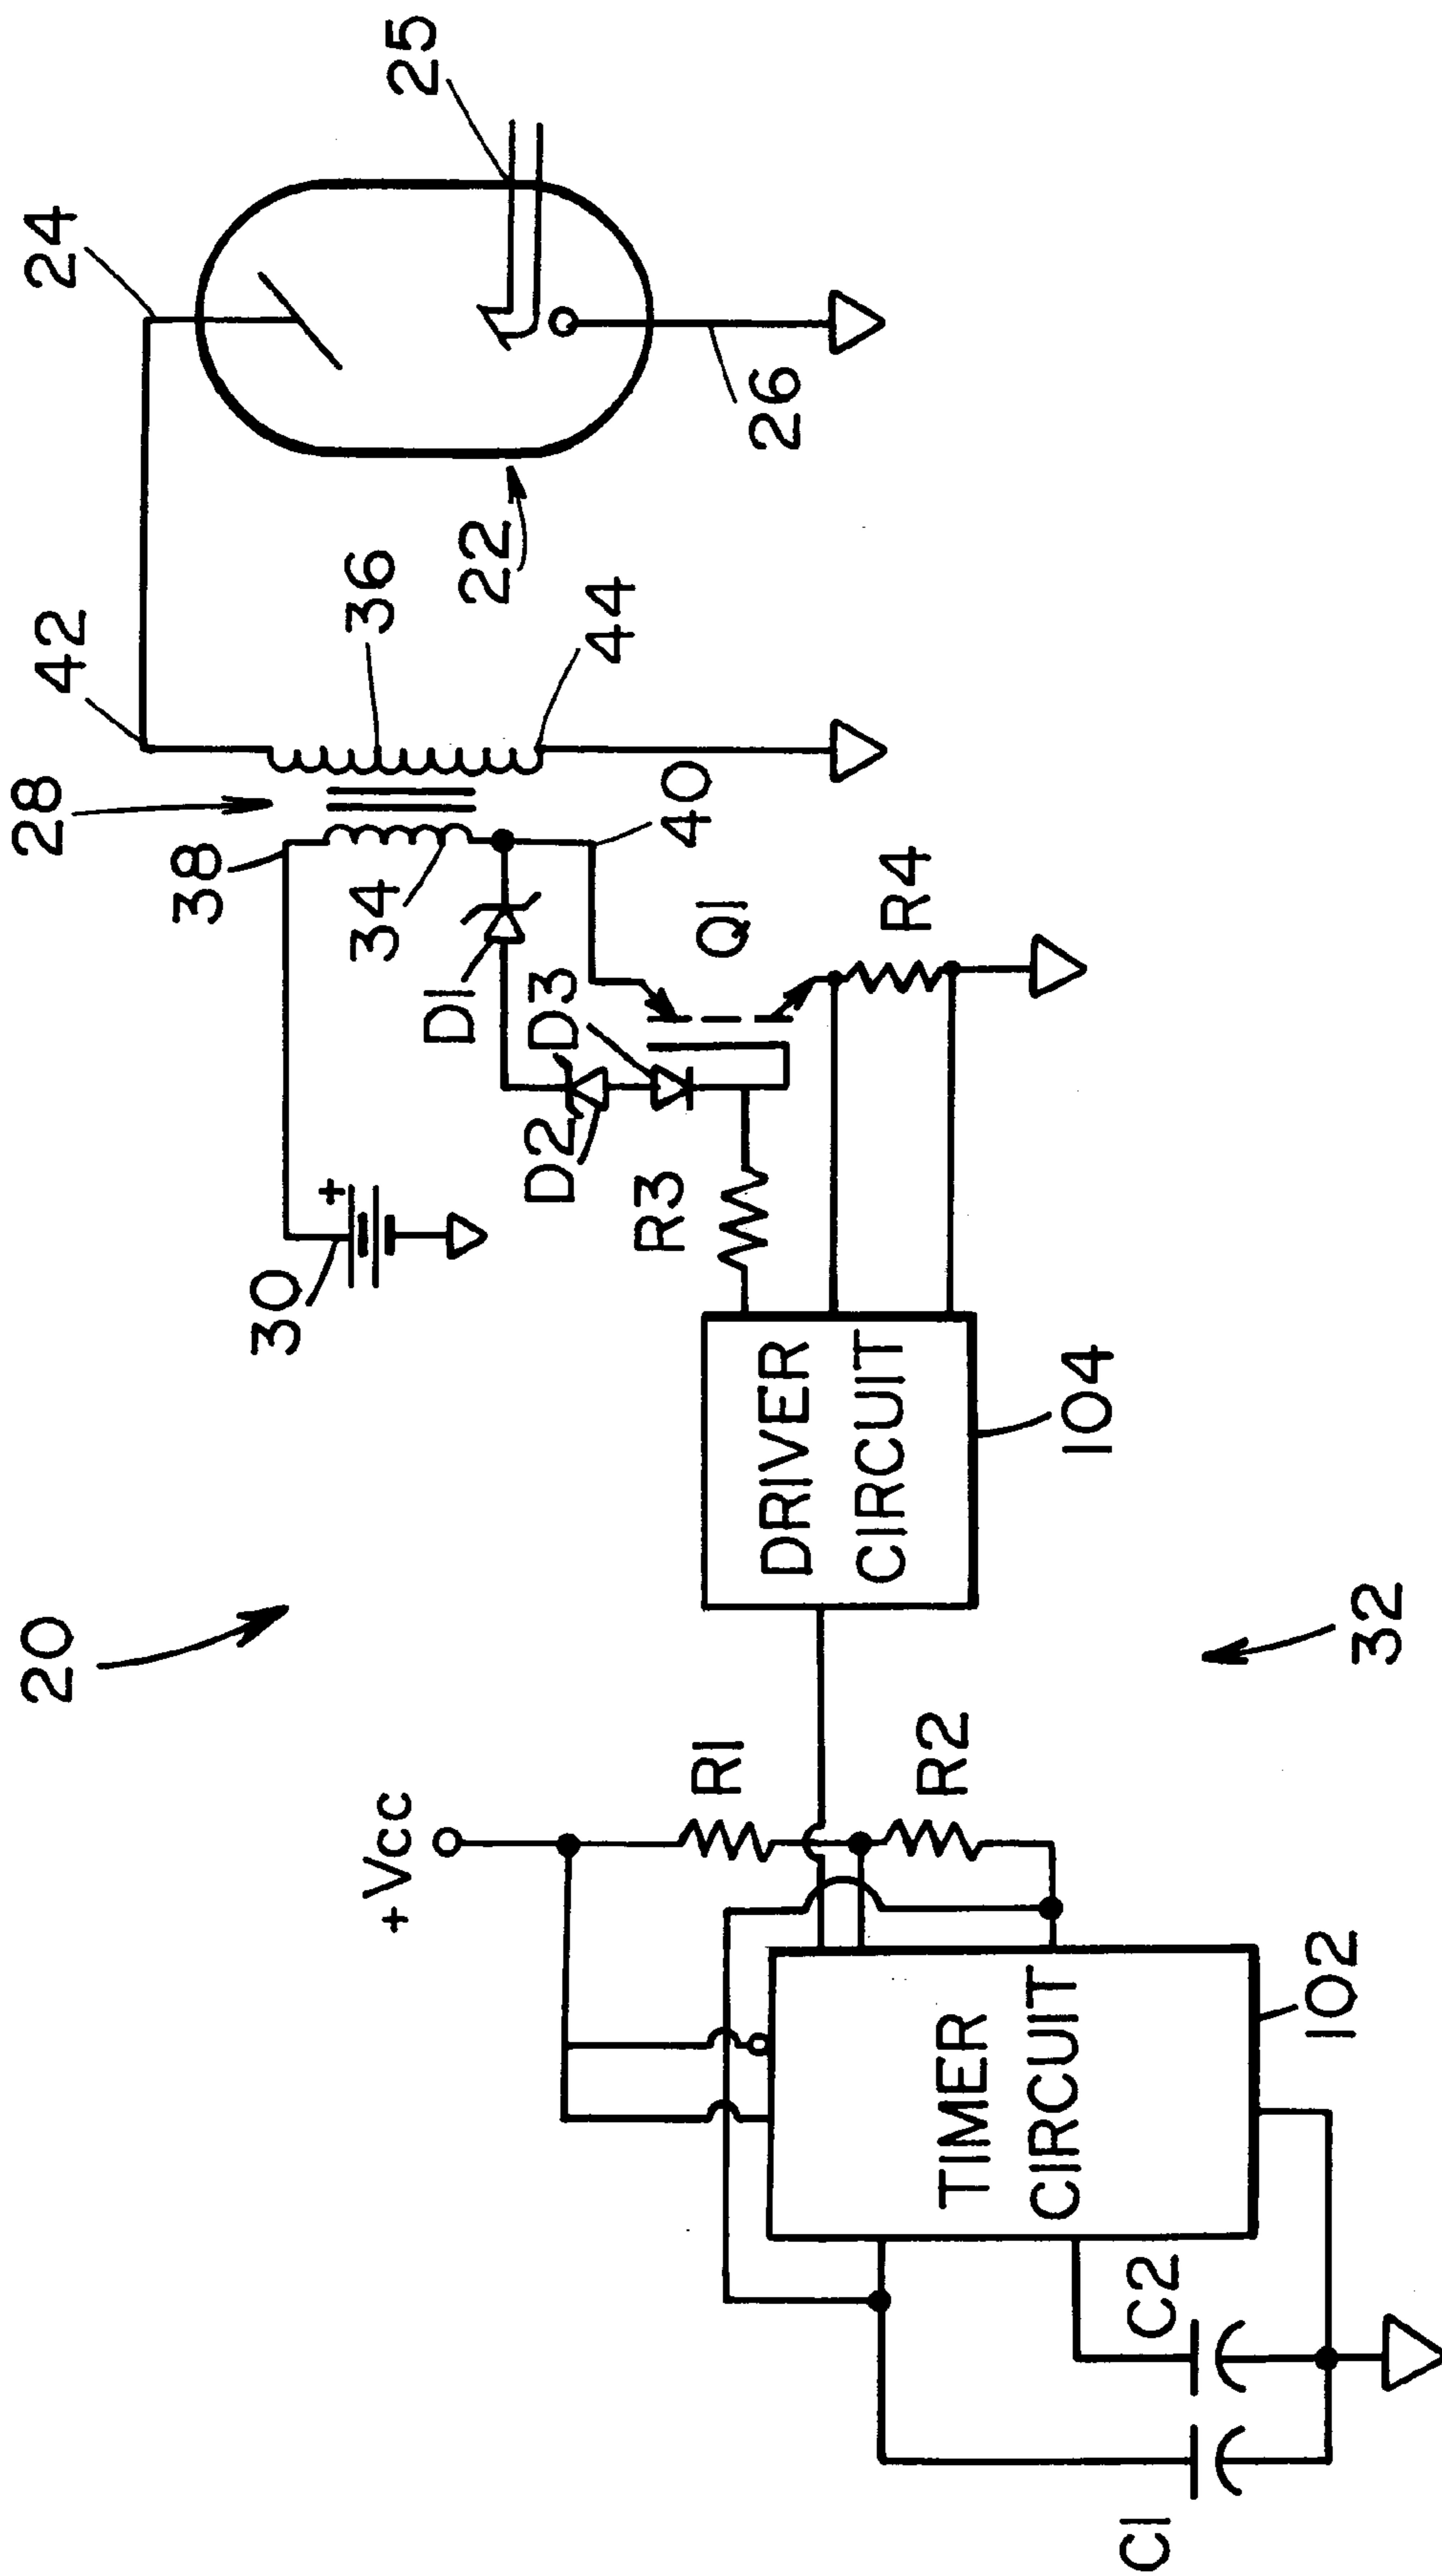 20
28
38
42
24
25
30
+
34
36
22
44
26
40
D1
D2
D3
Q1
R3
R4
+Vcc
R1
R2
DRIVER
CIRCUIT
104
TIMER
CIRCUIT
102
C1
C2
32